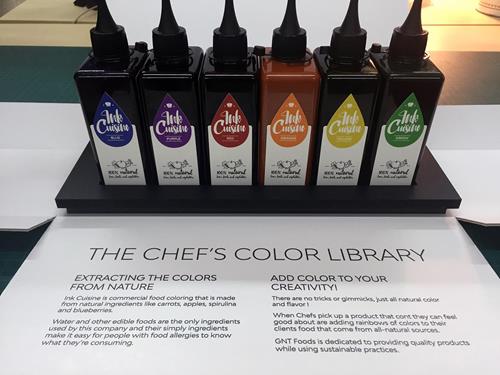 Ink Cuisine
BLUE
100% natural
Ink Cuisine
PURPLE
100% natural
Ink Cuisine
RED
100% natural
Ink Cuisine
ORANGE
100% natural
Ink Cuisine
YELLOW
100% natural
Ink Cuisine
GREEN
100% natural
THE CHEF'S COLOR LIBRARY
EXTRACTING THE COLORS
FROM NATURE
Ink Cuisine is commercial food coloring that is made
from natural ingredients like carrots, apples, spirulina
and blueberries.
Water and other edible foods are the only ingredients
used by this company and their simply ingredients
make it easy for people with food allergies to know
what they're consuming.
ADD COLOR TO YOUR
CREATIVITY!
There are no tricks or gimmicks, just all natural color
and flavor !
When Chefs pick up a product that cont they can feel
good about are adding rainbows of colors to their
clients food that come from all-natural sources.
GNT Foods is dedicated to providing quality products
while using sustainable practices.